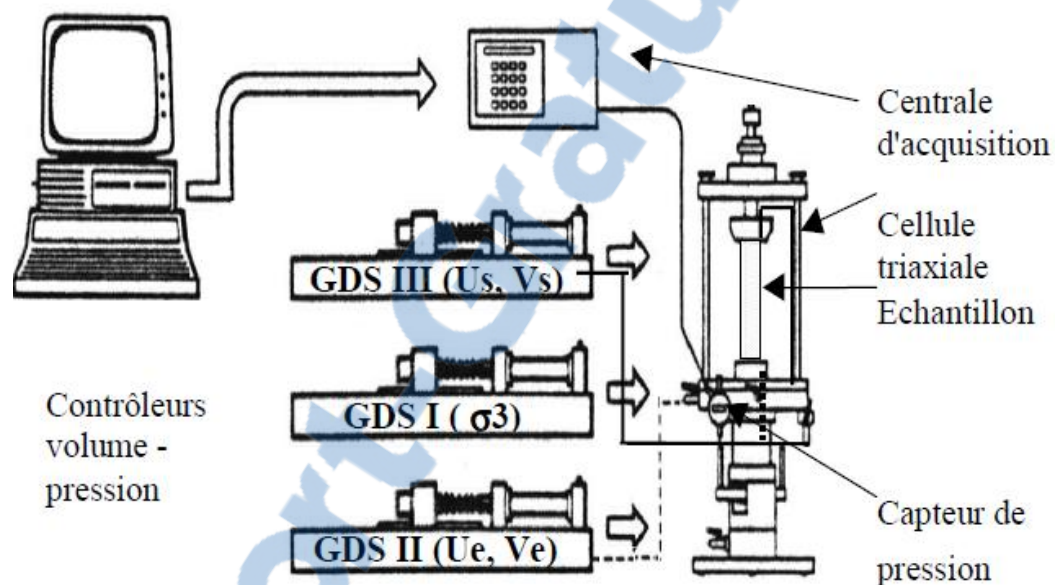 Centrale
d'acquisition
Cellule
triaxiale
Echantillon
GDS III (Us, Vs)
GDS I ( σ3)
Contrôleurs
volume -
pression
GDS II (Ue, Ve)
Capteur de
pression